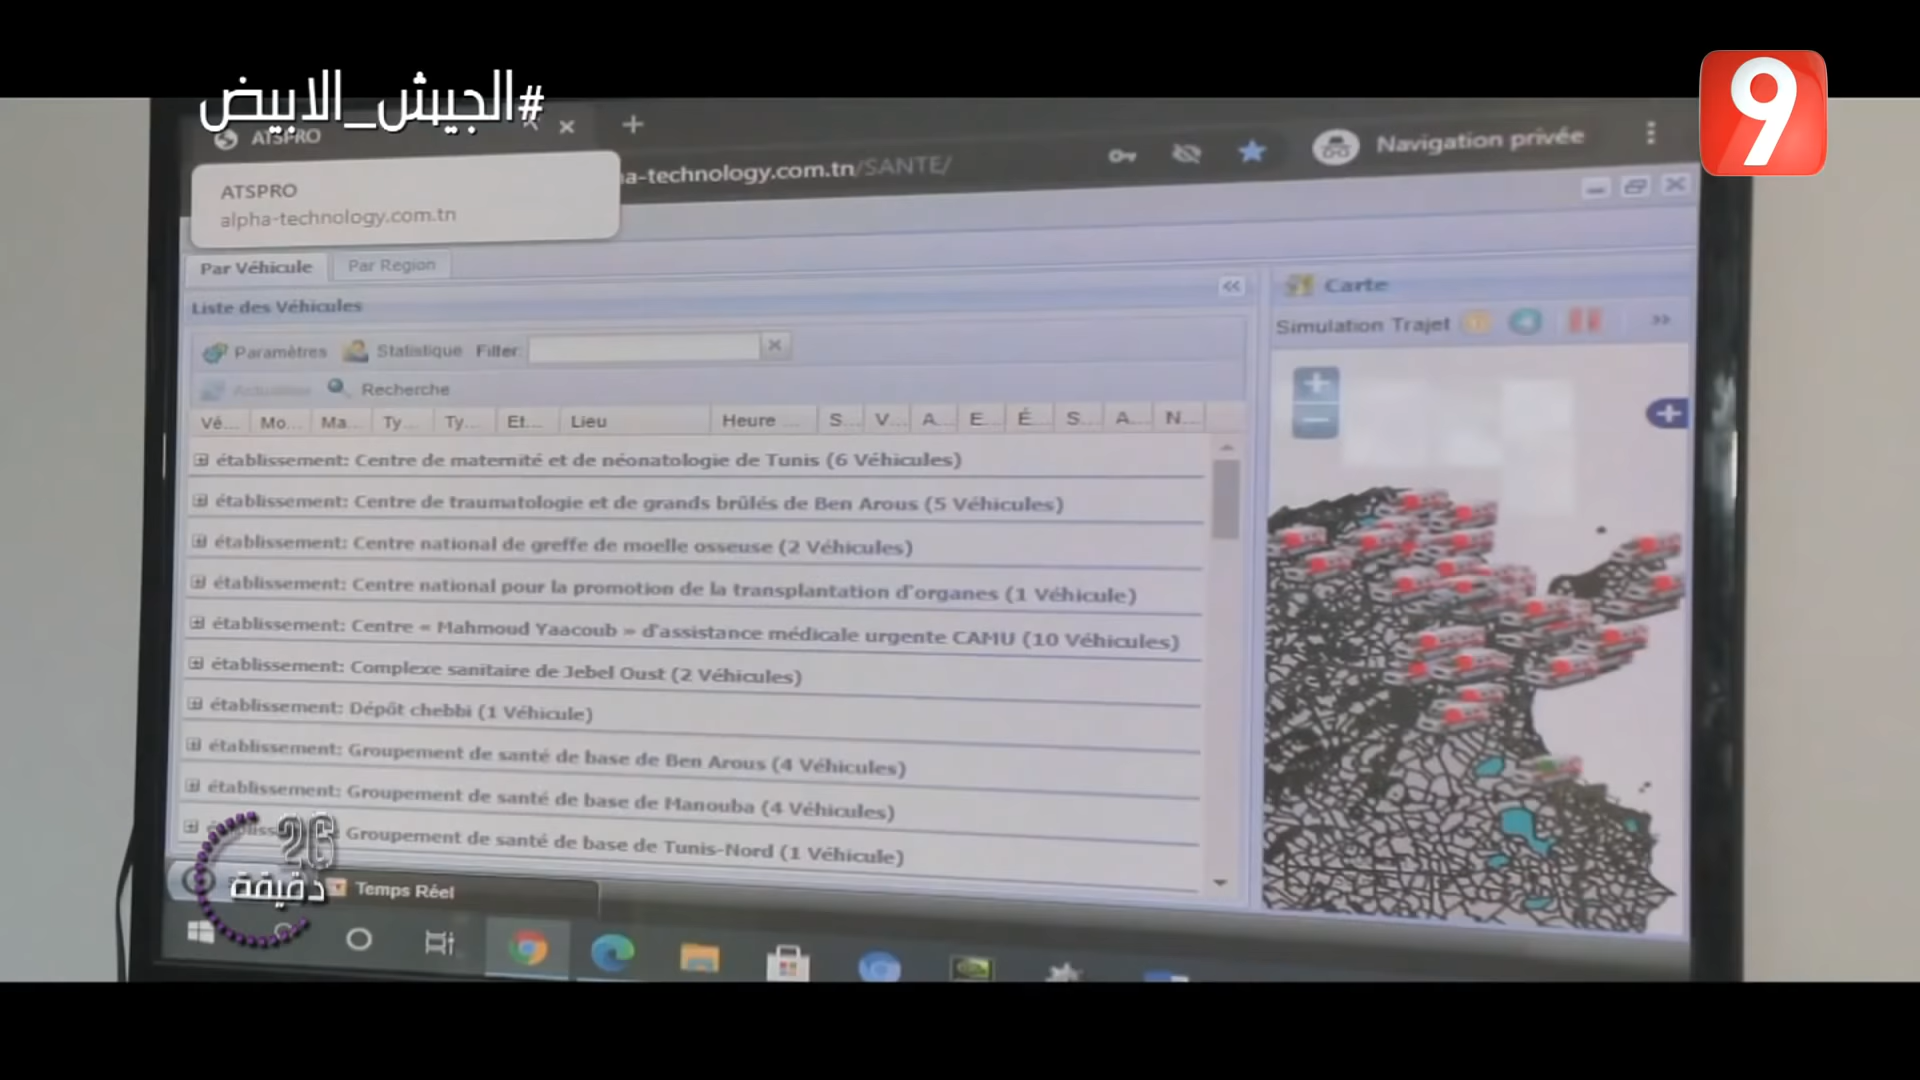 #الجيش_الابيض
9
ATSPRO
Navigation privée
a-technology.com.tn/SANTE/
ATSPRO
alpha-technology.com.tn
Par Véhicule Par Region
Liste des Véhicules
Carte
Paramètres Statistique Filter:
Simulation Trajet
Recherche
Vé... Mo... Ma... Ty... Ty... Et... Lieu Heure ... S... V... A... E... É... S... A... N...
établissement: Centre de maternité et de néonatologie de Tunis (6 Véhicules)
établissement: Centre de traumatologie et de grands brûlés de Ben Arous (5 Véhicules)
établissement: Centre national de greffe de moelle osseuse (2 Véhicules)
établissement: Centre national pour la promotion de la transplantation d'organes (1 Véhicule)
établissement: Centre « Mahmoud Yaacoub » d'assistance médicale urgente CAMU (10 Véhicules)
établissement: Complexe sanitaire de Jebel Oust (2 Véhicules)
établissement: Dépôt chebbi (1 Véhicule)
établissement: Groupement de santé de base de Ben Arous (4 Véhicules)
établissement: Groupement de santé de base de Manouba (4 Véhicules)
Groupement de santé de base de Tunis-Nord (1 Véhicule)
26
دقيقة
Temps Réel